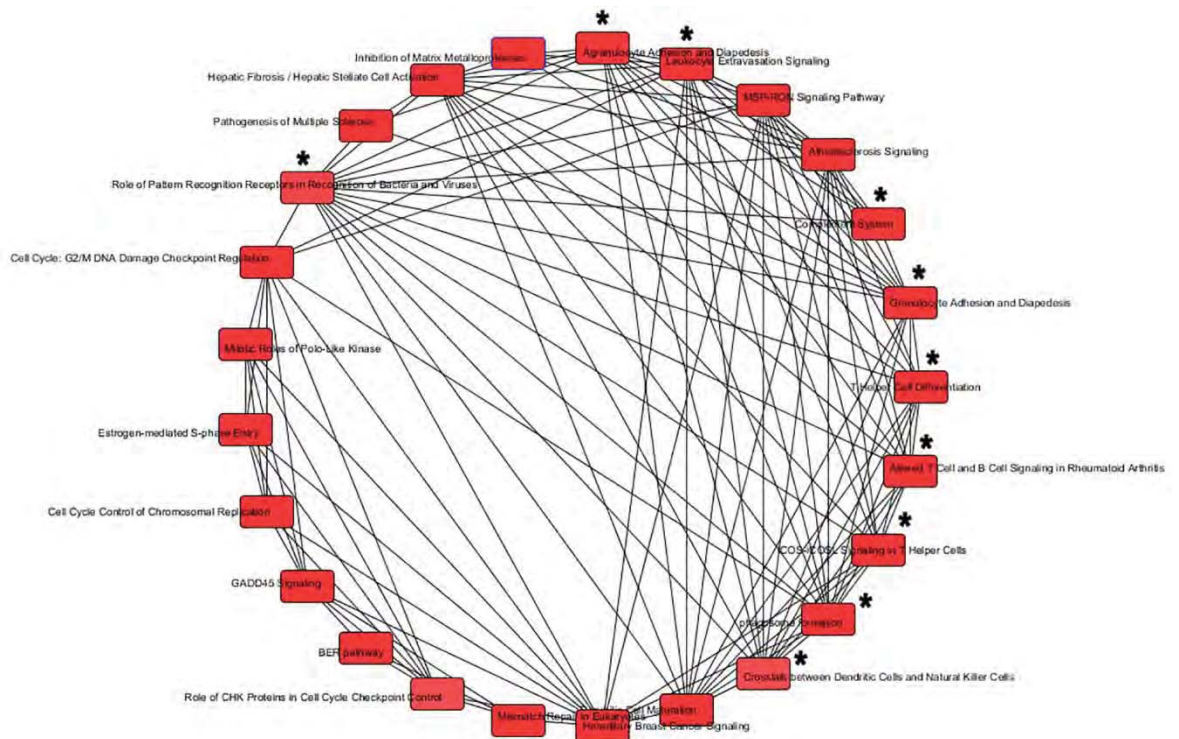 *
*
Inhibition of Matrix Metalloproteases
Agranulocyte Adhesion and Diapedesis
Leukocyte Extravasation Signaling
Hepatic Fibrosis / Hepatic Stellate Cell Activation
MSP-RON Signaling Pathway
Pathogenesis of Multiple Sclerosis
Atherosclerosis Signaling
*
Role of Pattern Recognition Receptors in Recognition of Bacteria and Viruses
*
Complement System
Cell Cycle: G2/M DNA Damage Checkpoint Regulation
*
Granulocyte Adhesion and Diapedesis
Mitotic Roles of Polo-Like Kinase
*
T Helper Cell Differentiation
Estrogen-mediated S-phase Entry
*
Altered T Cell and B Cell Signaling in Rheumatoid Arthritis
Cell Cycle Control of Chromosomal Replication
*
iCOS-iCOSL Signaling in T Helper Cells
GADD45 Signaling
*
phagosome formation
BER pathway
*
Crosstalk between Dendritic Cells and Natural Killer Cells
Role of CHK Proteins in Cell Cycle Checkpoint Control
Cell Maturation
Mismatch Repair in Eukaryotes
Hereditary Breast Cancer Signaling